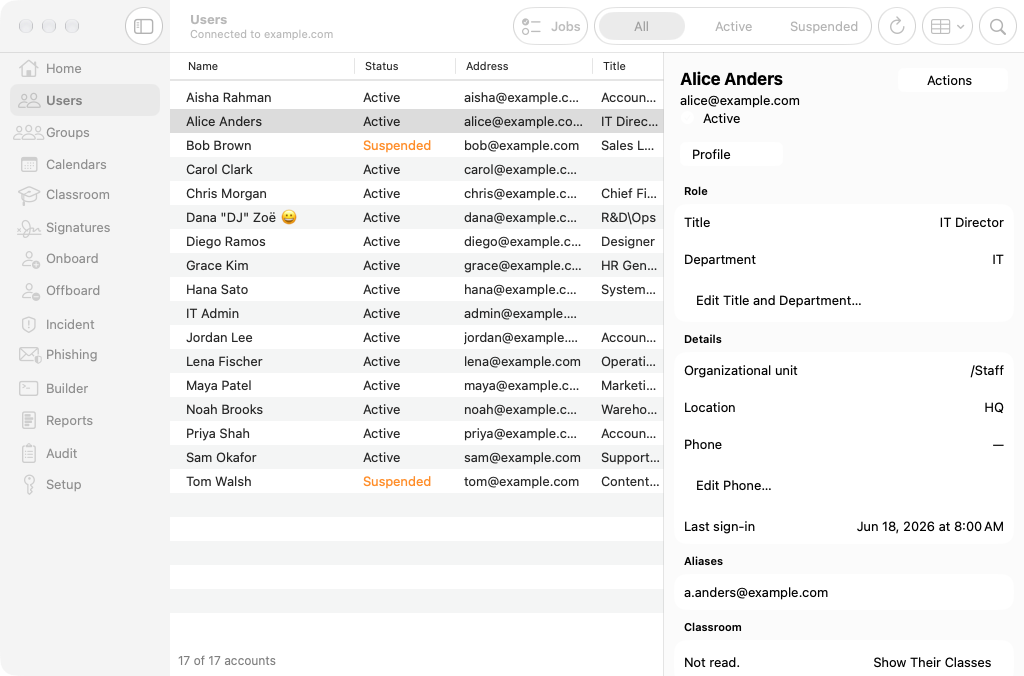 Users
Connected to example.com
Jobs
All
Active
Suspended
Home
Users
Groups
Calendars
Classroom
Signatures
Onboard
Offboard
Incident
Phishing
Builder
Reports
Audit
Setup
Name Status Address Title
Aisha Rahman Active aisha@example.c... Accoun...
Alice Anders Active alice@example.co... IT Direc...
Bob Brown Suspended bob@example.com Sales L...
Carol Clark Active carol@example.c...
Chris Morgan Active chris@example.c... Chief Fi...
Dana "DJ" Zoë 😀 Active dana@example.c... R&D\Ops
Diego Ramos Active diego@example.c... Designer
Grace Kim Active grace@example.c... HR Gen...
Hana Sato Active hana@example.c... System...
IT Admin Active admin@example....
Jordan Lee Active jordan@example.... Accoun...
Lena Fischer Active lena@example.com Operati...
Maya Patel Active maya@example.c... Marketi...
Noah Brooks Active noah@example.c... Wareho...
Priya Shah Active priya@example.c... Accoun...
Sam Okafor Active sam@example.com Support...
Tom Walsh Suspended tom@example.com Content...
17 of 17 accounts
Alice Anders
Actions
alice@example.com
Active
Profile
Role
Title IT Director
Department IT
Edit Title and Department...
Details
Organizational unit /Staff
Location HQ
Phone —
Edit Phone...
Last sign-in Jun 18, 2026 at 8:00 AM
Aliases
a.anders@example.com
Classroom
Not read. Show Their Classes